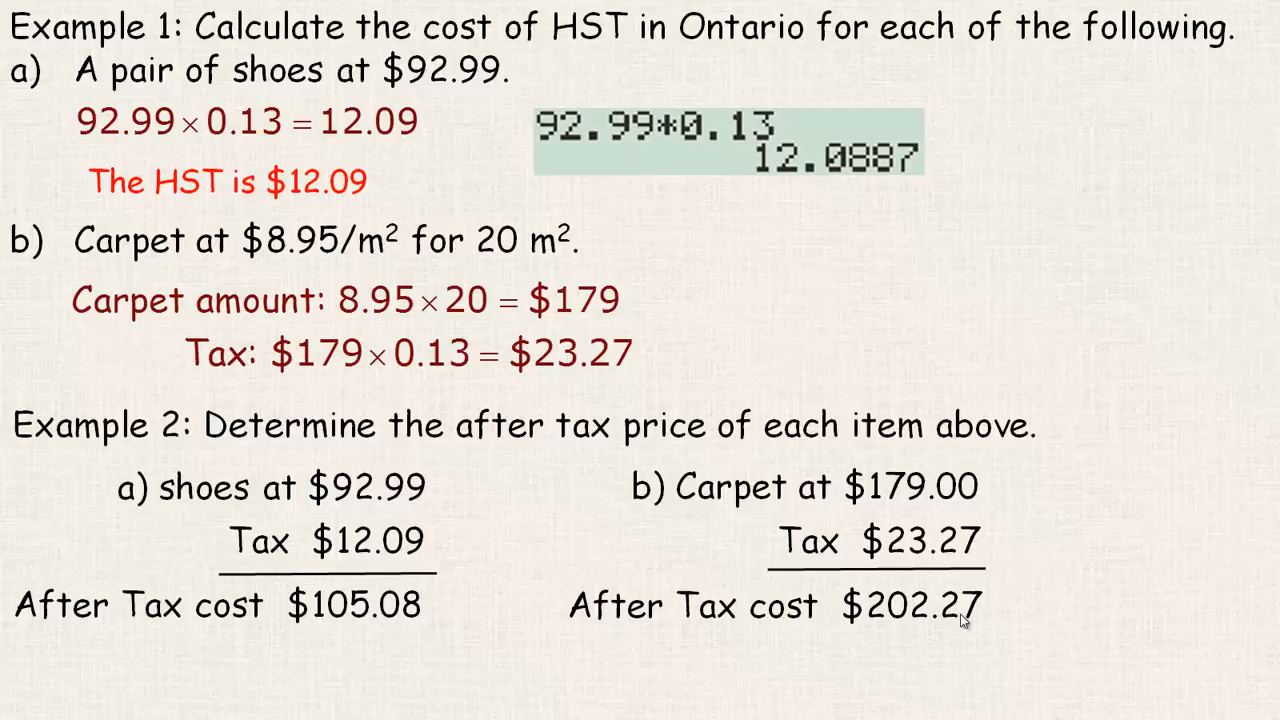 Example 1: Calculate the cost of HST in Ontario for each of the following.
a) A pair of shoes at $92.99.
92.99 × 0.13 = 12.09
92.99*0.13
12.0887
The HST is $12.09
b) Carpet at $8.95/m² for 20 m².
Carpet amount: 8.95 × 20 = $179
Tax: $179 × 0.13 = $23.27
Example 2: Determine the after tax price of each item above.
a) shoes at $92.99
Tax $12.09
After Tax cost $105.08
b) Carpet at $179.00
Tax $23.27
After Tax cost $202.27